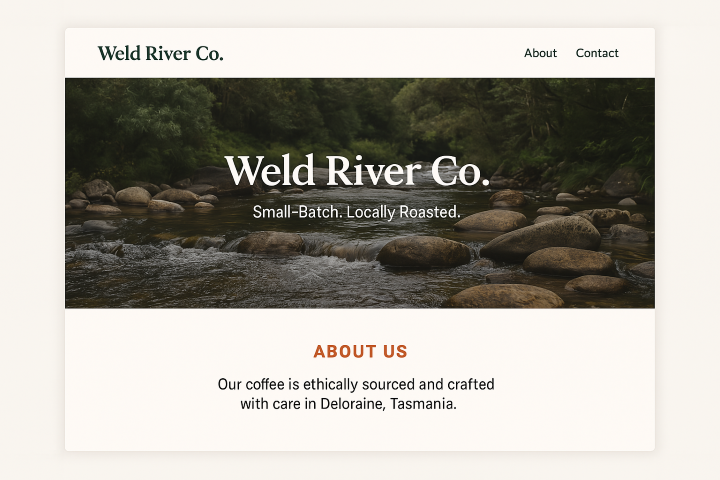 Weld River Co.
About Contact
Weld River Co.
Small-Batch. Locally Roasted.
ABOUT US
Our coffee is ethically sourced and crafted
with care in Deloraine, Tasmania.